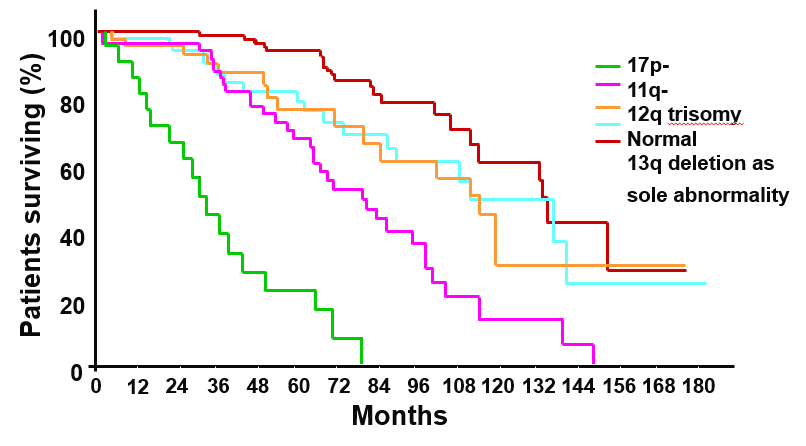 100
80
60
40
20
0
Patients surviving (%)
0 12 24 36 48 60 72 84 96 108 120 132 144 156 168 180
Months
17p-
11q-
12q trisomy
Normal
13q deletion as
sole abnormality